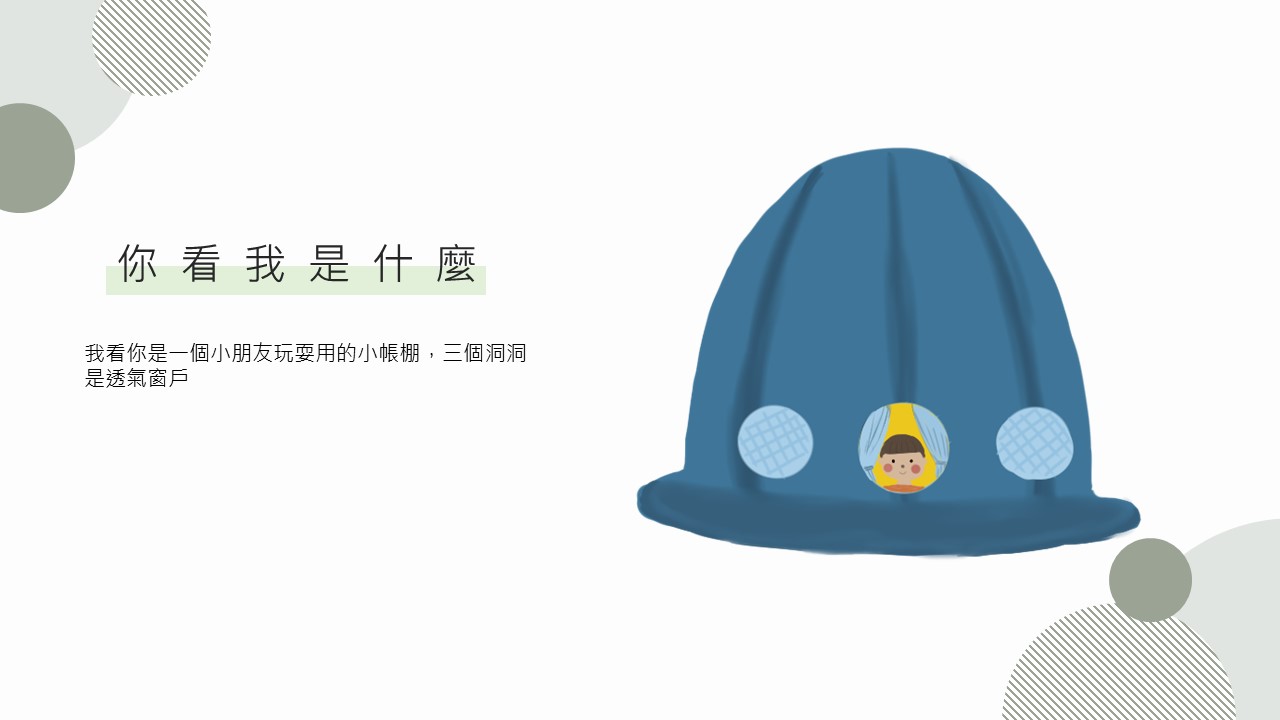 你看我是什麼
我看你是一個小朋友玩耍用的小帳棚，三個洞洞
是透氣窗戶